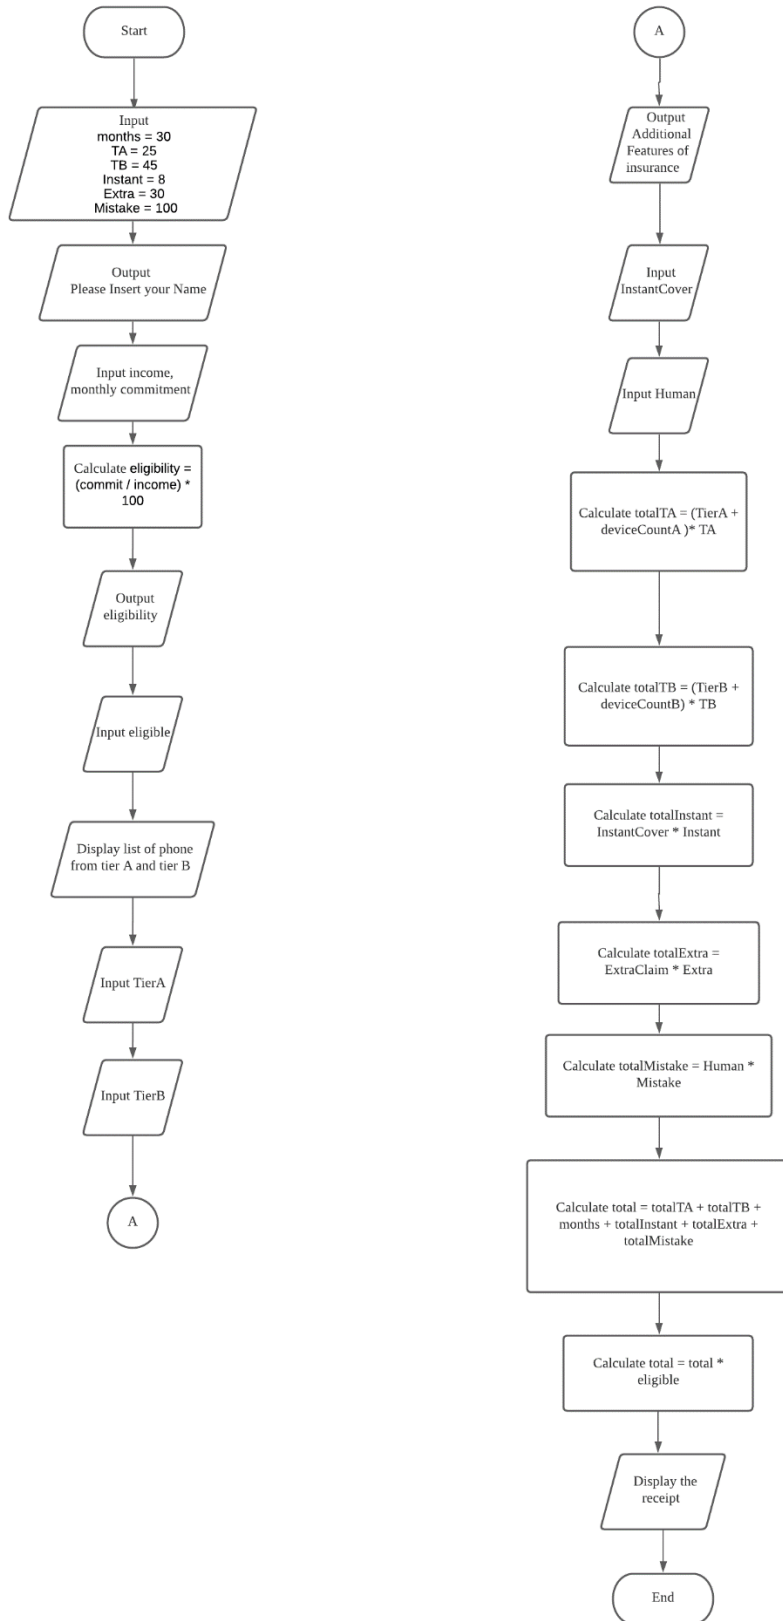 Start
Input
months = 30
TA = 25
TB = 45
Instant = 8
Extra = 30
Mistake = 100
Output
Please Insert your Name
Input income,
monthly commitment
Calculate eligibility =
(commit / income) *
100
Output
eligibility
Input eligible
Display list of phone
from tier A and tier B
Input TierA
Input TierB
A
A
Output
Additional
Features of
insurance
Input
InstantCover
Input Human
Calculate totalTA = (TierA +
deviceCountA )* TA
Calculate totalTB = (TierB +
deviceCountB) * TB
Calculate totalInstant =
InstantCover * Instant
Calculate totalExtra =
ExtraClaim * Extra
Calculate totalMistake = Human *
Mistake
Calculate total = totalTA + totalTB +
months + totalInstant + totalExtra +
totalMistake
Calculate total = total *
eligible
Display the
receipt
End